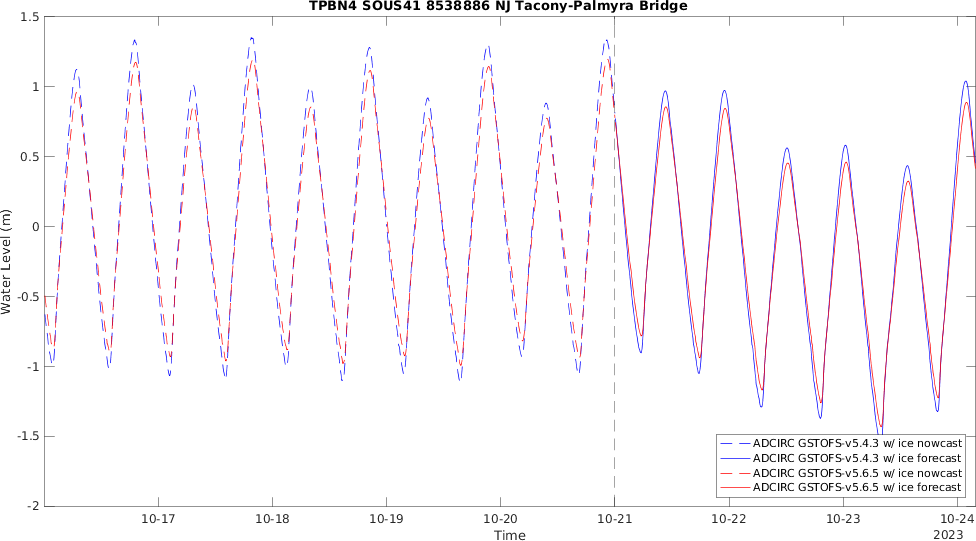 TPBN4 SOUS41 8538886 NJ Tacony-Palmyra Bridge
1.5
1
0.5
0
-0.5
-1
-1.5
-2
Water Level (m)
10-17 10-18 10-19 10-20 10-21 10-22 10-23 10-24
Time
2023
ADCIRC GSTOFS-v5.4.3 w/ ice nowcast
ADCIRC GSTOFS-v5.4.3 w/ ice forecast
ADCIRC GSTOFS-v5.6.5 w/ ice nowcast
ADCIRC GSTOFS-v5.6.5 w/ ice forecast